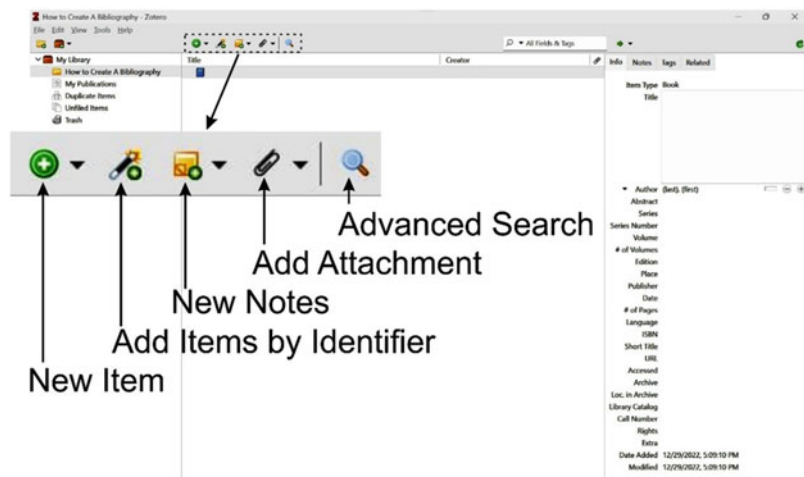 How to Create A Bibliography - Zotero
File Edit View Tools Help
All Fields & Tags
My Library
How to Create A Bibliography
My Publications
Duplicate Items
Unfiled Items
Trash
Title Creator
Info Notes Tags Related
Item Type Book
Title
Author (last), (first)
Abstract
Series
Series Number
Volume
# of Volumes
Edition
Place
Publisher
Date
# of Pages
Language
ISBN
Short Title
URL
Accessed
Archive
Loc. in Archive
Library Catalog
Call Number
Rights
Extra
Date Added 12/29/2022, 5:09:10 PM
Modified 12/29/2022, 5:09:10 PM
Advanced Search
Add Attachment
New Notes
Add Items by Identifier
New Item